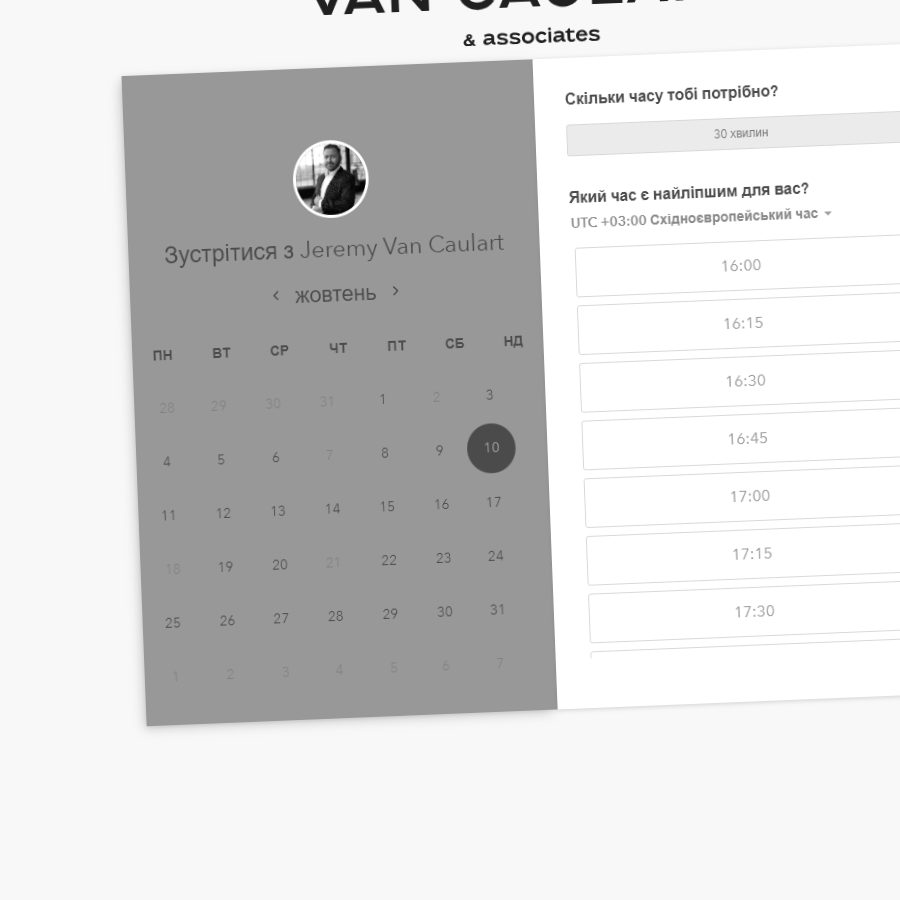 & associates
Зустрітися з Jeremy Van Caulart
‹ жовтень ›
ПН ВТ СР ЧТ ПТ СБ НД
28 29 30 31 1 2 3
4 5 6 7 8 9 10
11 12 13 14 15 16 17
18 19 20 21 22 23 24
25 26 27 28 29 30 31
1 2 3 4 5 6 7
Скільки часу тобі потрібно?
30 хвилин
Який час є найліпшим для вас?
UTC +03:00 Східноєвропейський час
16:00
16:15
16:30
16:45
17:00
17:15
17:30